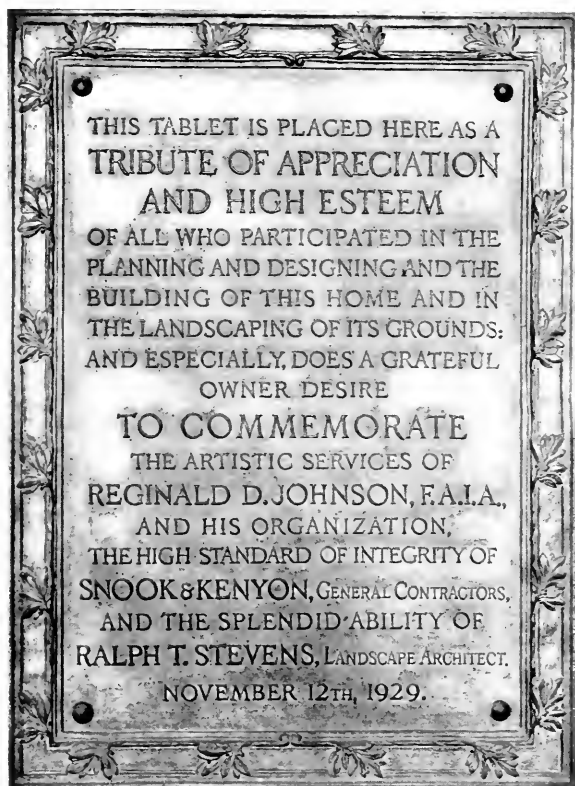 THIS TABLET IS PLACED HERE AS A
TRIBUTE OF APPRECIATION
AND HIGH ESTEEM
OF ALL WHO PARTICIPATED IN THE
PLANNING AND DESIGNING AND THE
BUILDING OF THIS HOME AND IN
THE LANDSCAPING OF ITS GROUNDS:
AND ESPECIALLY, DOES A GRATEFUL
OWNER DESIRE
TO COMMEMORATE
THE ARTISTIC SERVICES OF
REGINALD D. JOHNSON, F.A.I.A.,
AND HIS ORGANIZATION,
THE HIGH STANDARD OF INTEGRITY OF
SNOOK & KENYON, GENERAL CONTRACTORS,
AND THE SPLENDID ABILITY OF
RALPH T. STEVENS, LANDSCAPE ARCHITECT.
NOVEMBER 12TH, 1929.